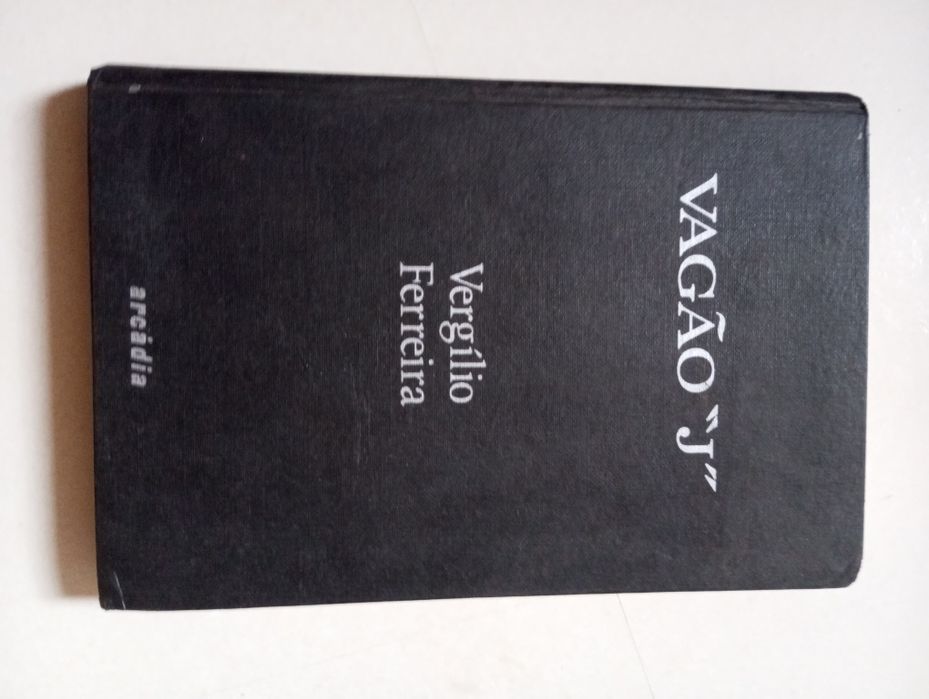 VAGÃO "J"
Vergílio
Ferreira
arcádia